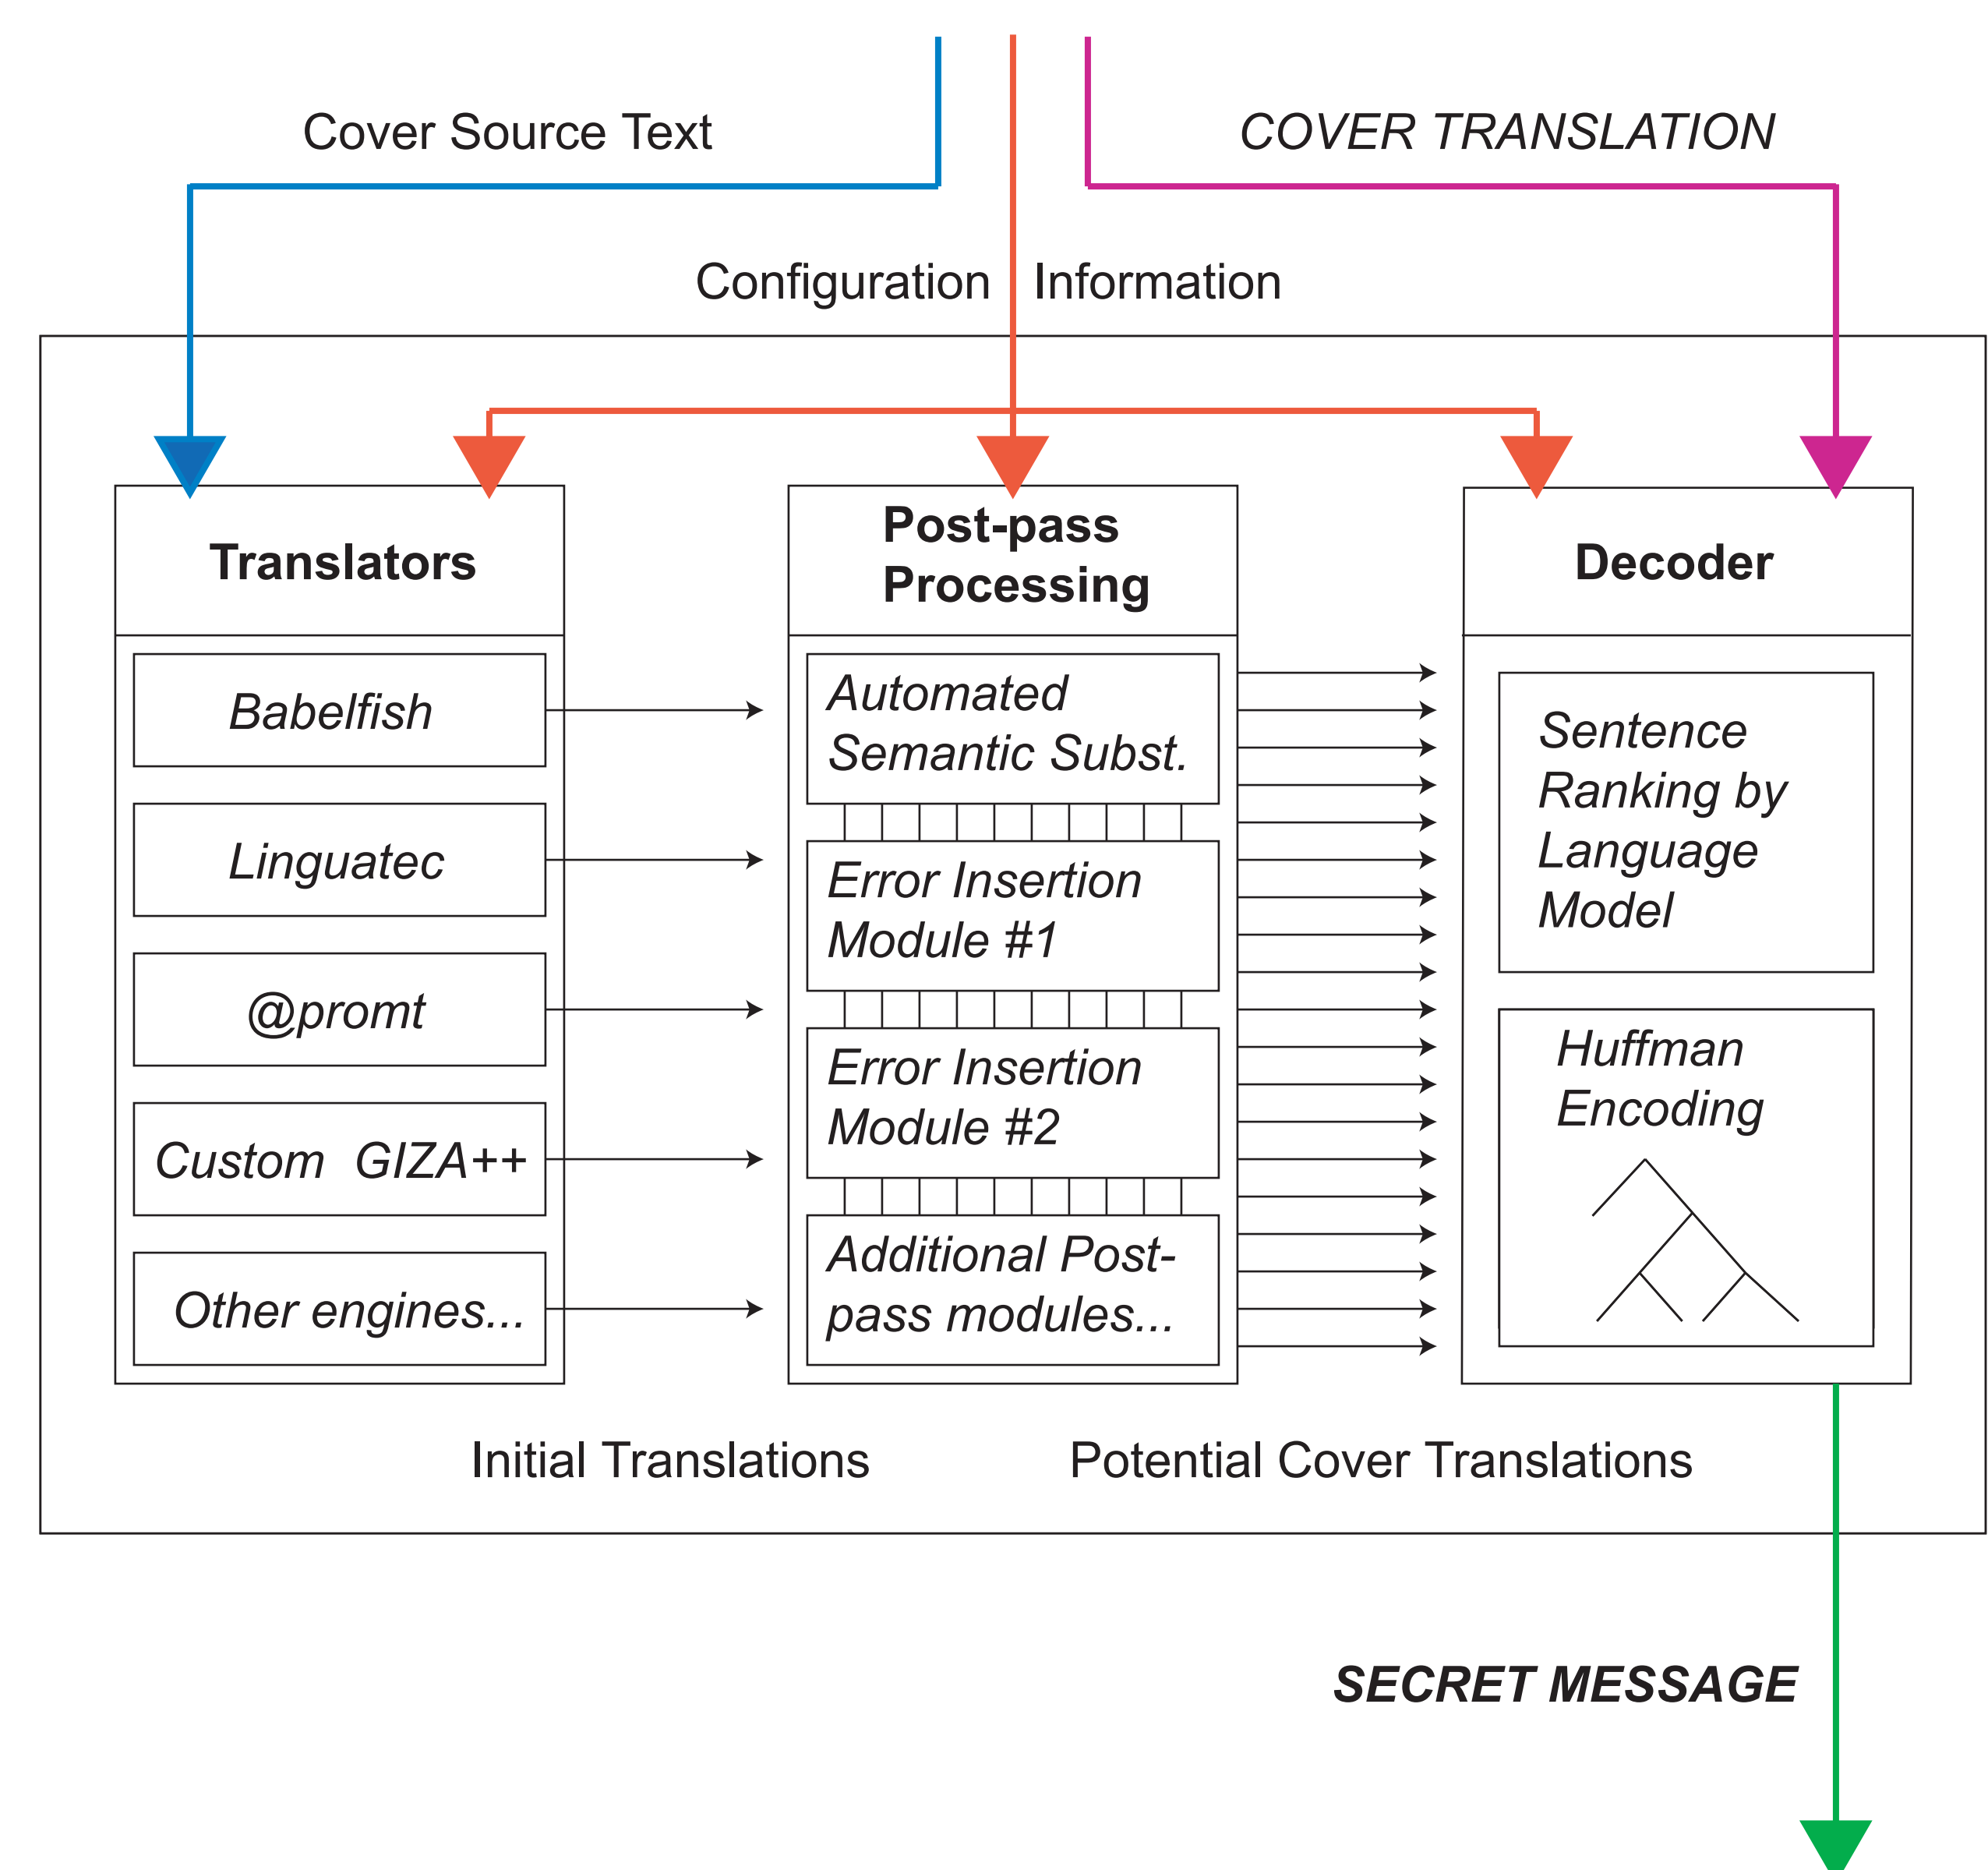 Cover Source Text
COVER TRANSLATION
Configuration Information
Translators
Post-pass
Processing
Decoder
Babelfish
Linguatec
@promt
Custom GIZA++
Other engines...
Automated
Semantic Subst.
Error Insertion
Module #1
Error Insertion
Module #2
Additional Post-
pass modules...
Sentence
Ranking by
Language
Model
Huffman
Encoding
Initial Translations
Potential Cover Translations
SECRET MESSAGE